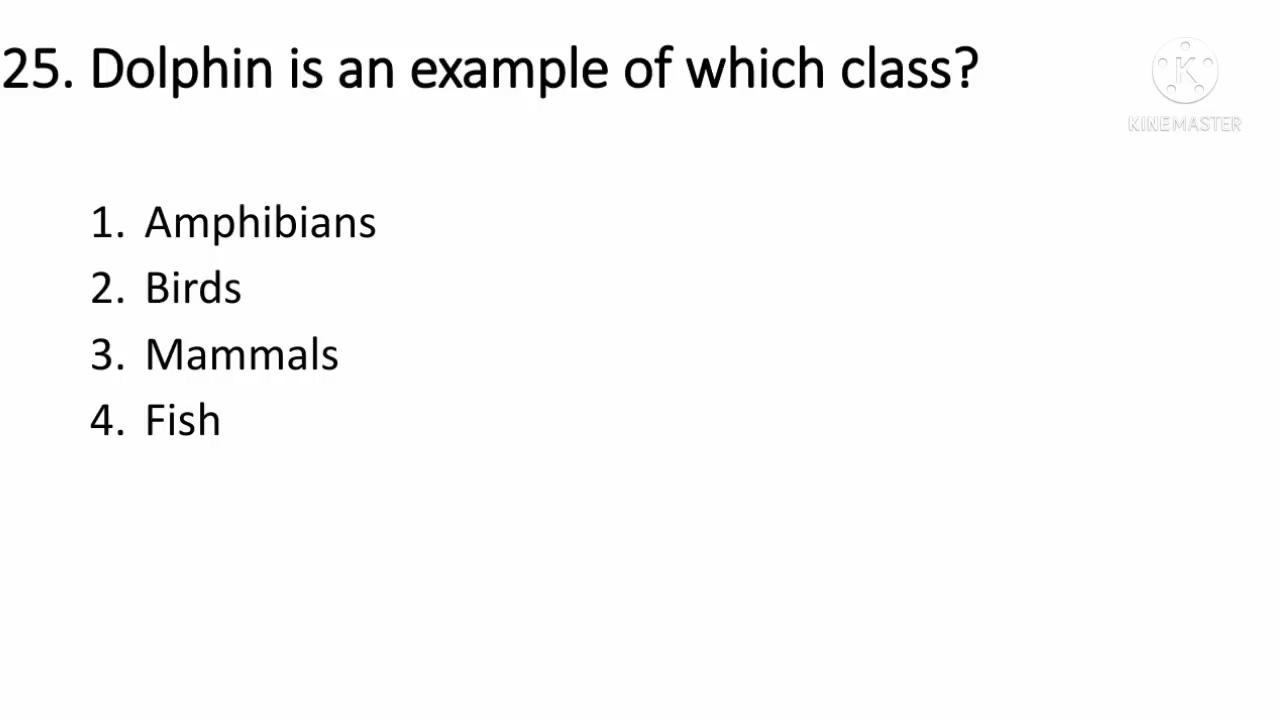 25. Dolphin is an example of which class?
K
KINEMASTER
1. Amphibians
2. Birds
3. Mammals
4. Fish